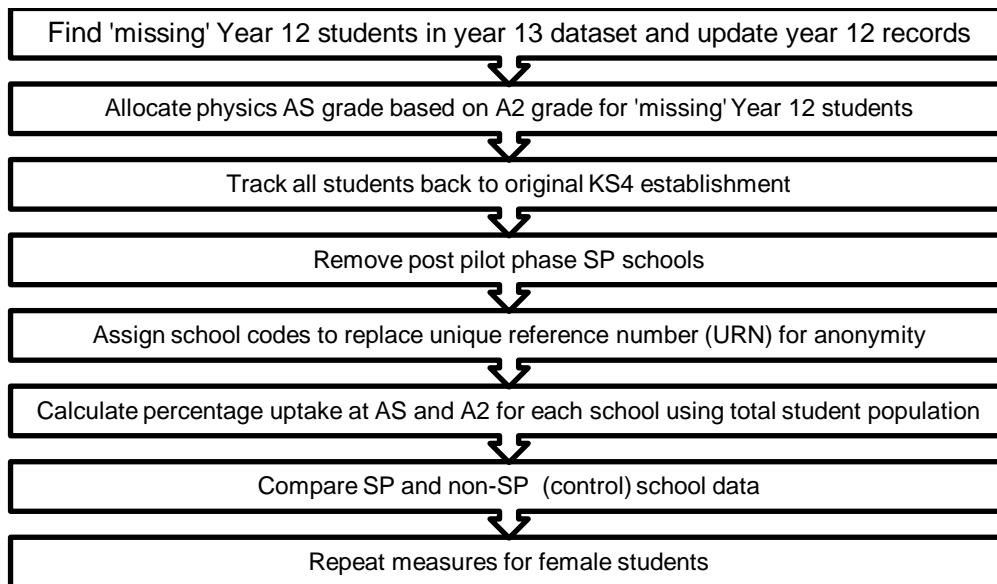 Find 'missing' Year 12 students in year 13 dataset and update year 12 records
Allocate physics AS grade based on A2 grade for 'missing' Year 12 students
Track all students back to original KS4 establishment
Remove post pilot phase SP schools
Assign school codes to replace unique reference number (URN) for anonymity
Calculate percentage uptake at AS and A2 for each school using total student population
Compare SP and non-SP (control) school data
Repeat measures for female students